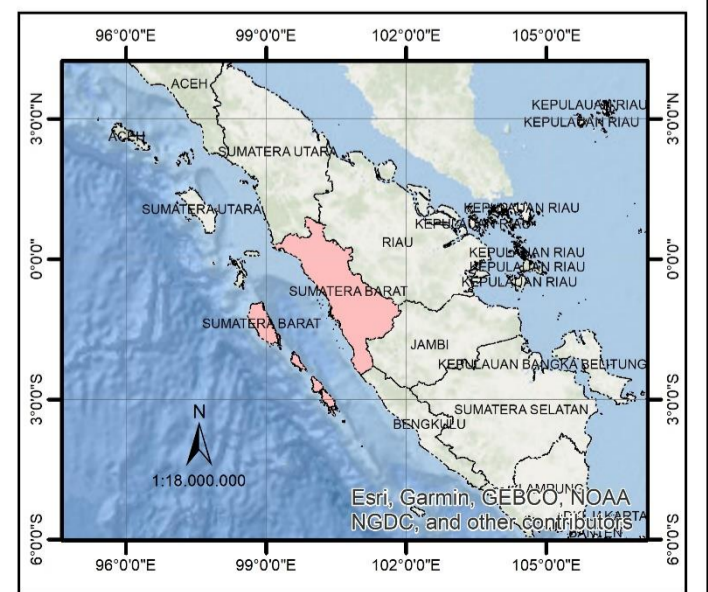 96°0'0"E 99°0'0"E 102°0'0"E 105°0'0"E
ACEH
KEPULAUAN RIAU
3°0'0"N 3°0'0"N
KEPULAUAN RIAU
ACEH
SUMATERA UTARA
SUMATERA UTARA
KEPULAUAN RIAU
KEPULAUAN RIAU
RIAU
KEPULAUAN RIAU
0°0'0" 0°0'0"
KEPULAUAN RIAU
KEPULAUAN RIAU
SUMATERA BARAT
SUMATERA BARAT
JAMBI
KEPULAUAN BANGKA BELITUNG
3°0'0"S 3°0'0"S
SUMATERA SELATAN
N
BENGKULU
1:18.000.000
LAMPUNG
Esri, Garmin, GEBCO, NOAA
NGDC, and other contributors
JAKARTA
BANTEN
6°0'0"S 6°0'0"S
96°0'0"E 99°0'0"E 102°0'0"E 105°0'0"E